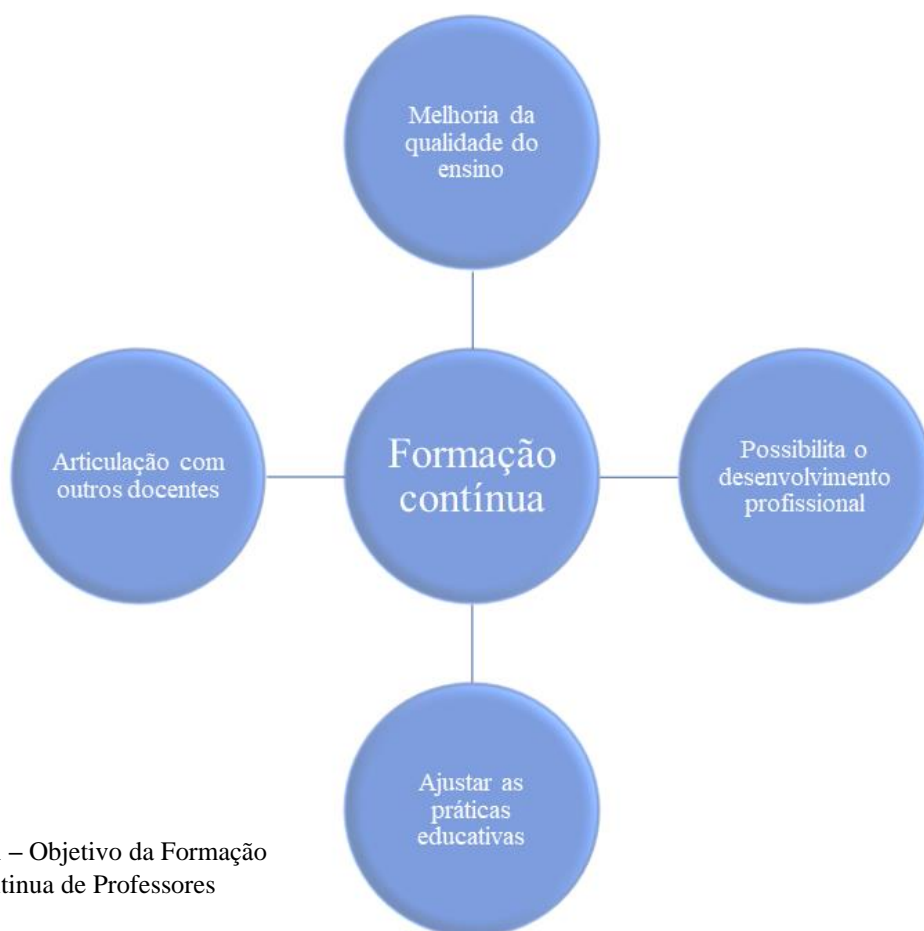 Melhoria da
qualidade do
ensino
Articulação com
outros docentes
Formação
contínua
Possibilita o
desenvolvimento
profissional
Ajustar as
práticas
educativas
– Objetivo da Formação
de Professores